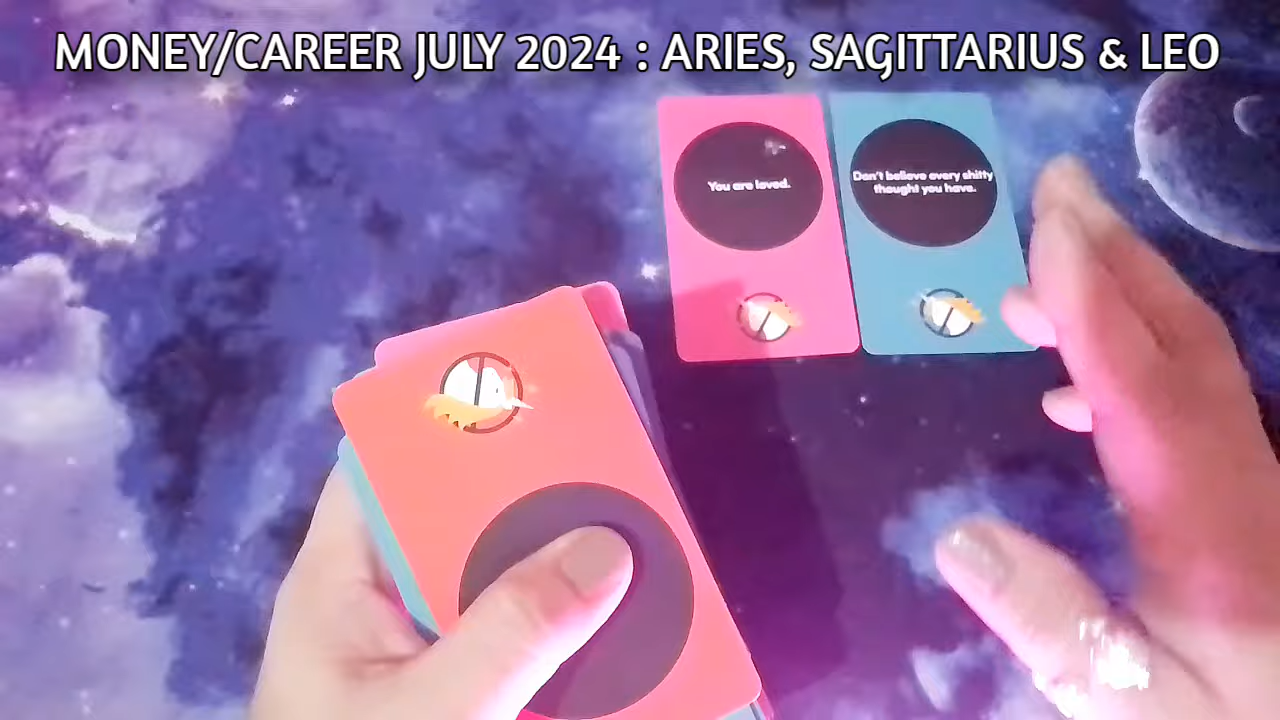 MONEY/CAREER JULY 2024 : ARIES, SAGITTARIUS & LEO
You are loved.
Don't believe every shitty
thought you have.